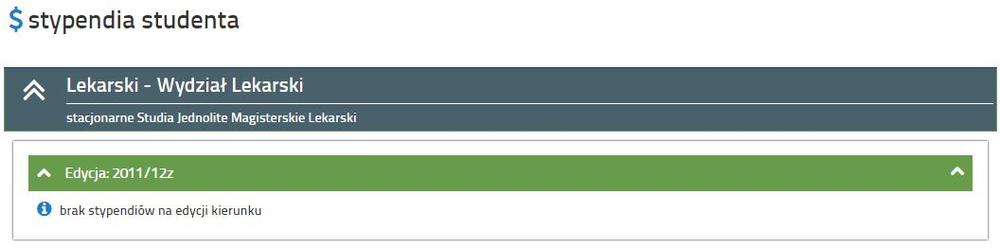 $ stypendia studenta
Lekarski - Wydział Lekarski
stacjonarne Studia Jednolite Magisterskie Lekarski
Edycja: 2011/12z
brak stypendiów na edycji kierunku